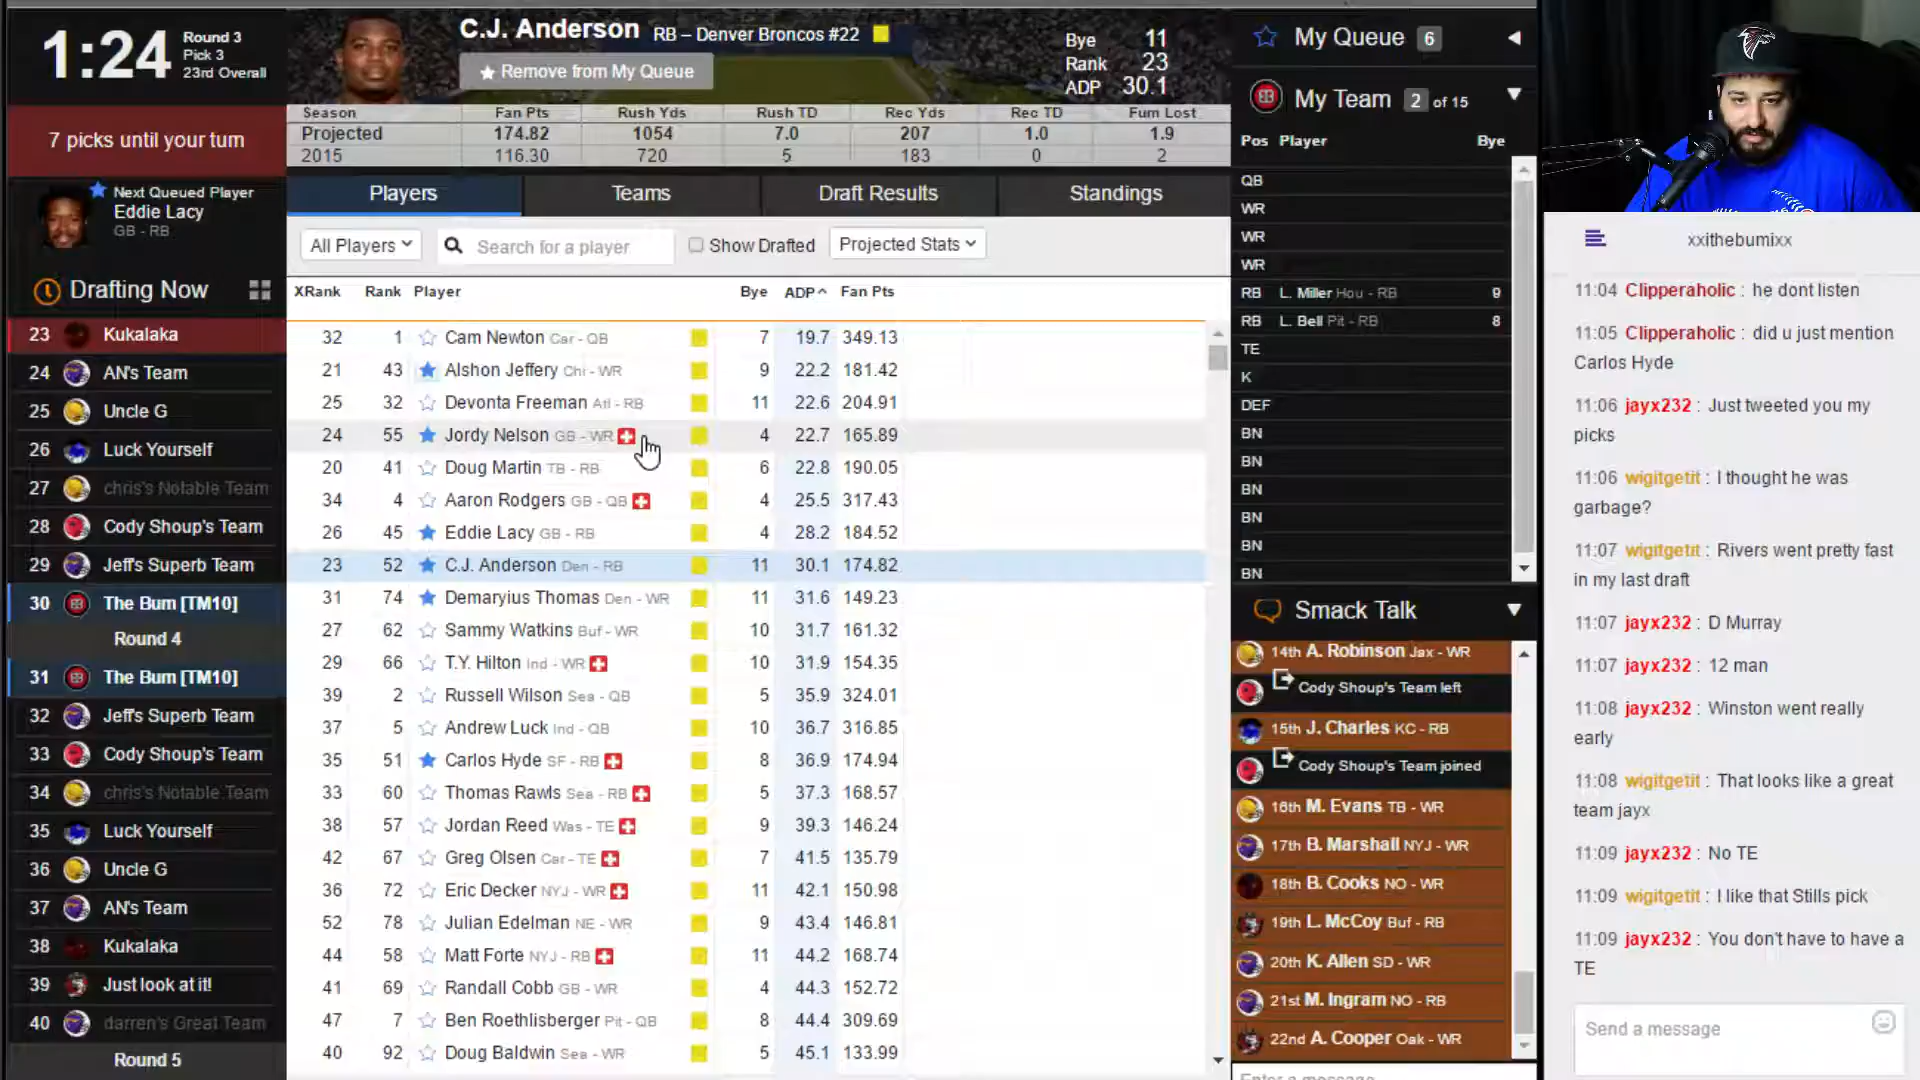 1:24
Round 3
Pick 3
23rd Overall
7 picks until your turn
Next Queued Player
Eddie Lacy
GB - RB
Drafting Now
23 Kukalaka
24 AN's Team
25 Uncle G
26 Luck Yourself
27 chris's Notable Team
28 Cody Shoup's Team
29 Jeff's Superb Team
30 The Bum [TM10]
Round 4
31 The Bum [TM10]
32 Jeff's Superb Team
33 Cody Shoup's Team
34 chris's Notable Team
35 Luck Yourself
36 Uncle G
37 AN's Team
38 Kukalaka
39 Just look at it!
40 darren's Great Team
Round 5
C.J. Anderson RB – Denver Broncos #22
Remove from My Queue
Bye 11
Rank 23
ADP 30.1
Season Fan Pts Rush Yds Rush TD Rec Yds Rec TD Fum Lost
Projected 174.82 1054 7.0 207 1.0 1.9
2015 116.30 720 5 183 0 2
Players Teams Draft Results Standings
All Players Search for a player Show Drafted Projected Stats
XRank Rank Player Bye ADP Fan Pts
32 1 Cam Newton Car - QB 7 19.7 349.13
21 43 Alshon Jeffery Chi - WR 9 22.2 181.42
25 32 Devonta Freeman Atl - RB 11 22.6 204.91
24 55 Jordy Nelson GB - WR 4 22.7 165.89
20 41 Doug Martin TB - RB 6 22.8 190.05
34 4 Aaron Rodgers GB - QB 4 25.5 317.43
26 45 Eddie Lacy GB - RB 4 28.2 184.52
23 52 C.J. Anderson Den - RB 11 30.1 174.82
31 74 Demaryius Thomas Den - WR 11 31.6 149.23
27 62 Sammy Watkins Buf - WR 10 31.7 161.32
29 66 T.Y. Hilton Ind - WR 10 31.9 154.35
39 2 Russell Wilson Sea - QB 5 35.9 324.01
37 5 Andrew Luck Ind - QB 10 36.7 316.85
35 51 Carlos Hyde SF - RB 8 36.9 174.94
33 60 Thomas Rawls Sea - RB 5 37.3 168.57
38 57 Jordan Reed Was - TE 9 39.3 146.24
42 67 Greg Olsen Car - TE 7 41.5 135.79
36 72 Eric Decker NYJ - WR 11 42.1 150.98
52 78 Julian Edelman NE - WR 9 43.4 146.81
44 58 Matt Forte NYJ - RB 11 44.2 168.74
41 69 Randall Cobb GB - WR 4 44.3 152.72
47 7 Ben Roethlisberger Pit - QB 8 44.4 309.69
40 92 Doug Baldwin Sea - WR 5 45.1 133.99
My Queue 6
My Team 2 of 15
Pos Player Bye
QB
WR
WR
WR
RB L. Miller Hou - RB 9
RB L. Bell Pit - RB 8
TE
K
DEF
BN
BN
BN
BN
BN
BN
Smack Talk
14th A. Robinson Jax - WR
Cody Shoup's Team left
15th J. Charles KC - RB
Cody Shoup's Team joined
16th M. Evans TB - WR
17th B. Marshall NYJ - WR
18th B. Cooks NO - WR
19th L. McCoy Buf - RB
20th K. Allen SD - WR
21st M. Ingram NO - RB
22nd A. Cooper Oak - WR
Enter a message
xxithebumixx
11:04 Clipperaholic : he dont listen
11:05 Clipperaholic : did u just mention
Carlos Hyde
11:06 jayx232 : Just tweeted you my
picks
11:06 wigitgetit : I thought he was
garbage?
11:07 wigitgetit : Rivers went pretty fast
in my last draft
11:07 jayx232 : D Murray
11:07 jayx232 : 12 man
11:08 jayx232 : Winston went really
early
11:08 wigitgetit : That looks like a great
team jayx
11:09 jayx232 : No TE
11:09 wigitgetit : I like that Stills pick
11:09 jayx232 : You don't have to have a
TE
Send a message